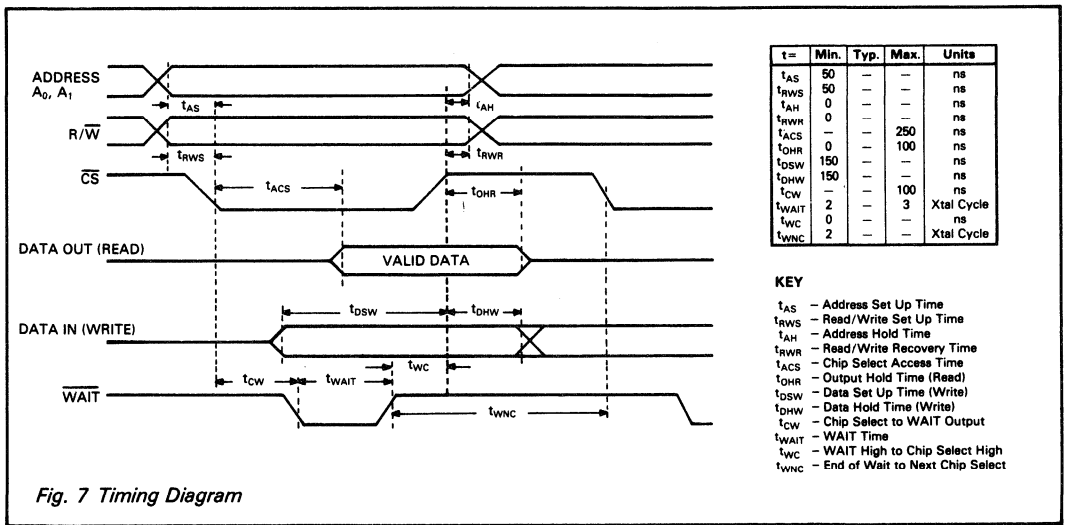 ADDRESS
A₀, A₁
tAS
tAH
R/W̅
tRWS
tRWR
C̅S̅
tACS
tOHR
DATA OUT (READ)
VALID DATA
tDSW
tDHW
DATA IN (WRITE)
tWC
tCW
tWAIT
W̅A̅I̅T̅
tWNC
Fig. 7 Timing Diagram
t= Min. Typ. Max. Units
tAS 50 — — ns
tRWS 50 — — ns
tAH 0 — — ns
tRWR 0 — — ns
tACS — — 250 ns
tOHR 0 — 100 ns
tDSW 150 — — ns
tDHW 150 — — ns
tCW — — 100 ns
tWAIT 2 — 3 Xtal Cycle
tWC 0 — — ns
tWNC 2 — — Xtal Cycle
KEY
tAS – Address Set Up Time
tRWS – Read/Write Set Up Time
tAH – Address Hold Time
tRWR – Read/Write Recovery Time
tACS – Chip Select Access Time
tOHR – Output Hold Time (Read)
tDSW – Data Set Up Time (Write)
tDHW – Data Hold Time (Write)
tCW – Chip Select to WAIT Output
tWAIT – WAIT Time
tWC – WAIT High to Chip Select High
tWNC – End of Wait to Next Chip Select